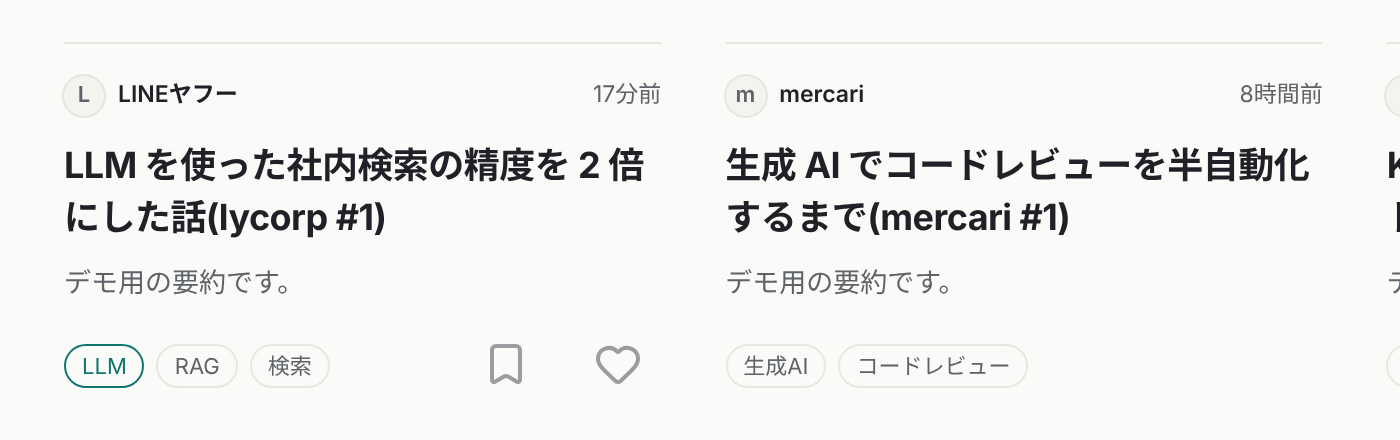 L LINEヤフー 17分前
LLM を使った社内検索の精度を 2 倍
にした話(lycorp #1)
デモ用の要約です。
LLM RAG 検索
m mercari 8時間前
生成 AI でコードレビューを半自動化
するまで(mercari #1)
デモ用の要約です。
生成AI コードレビュー